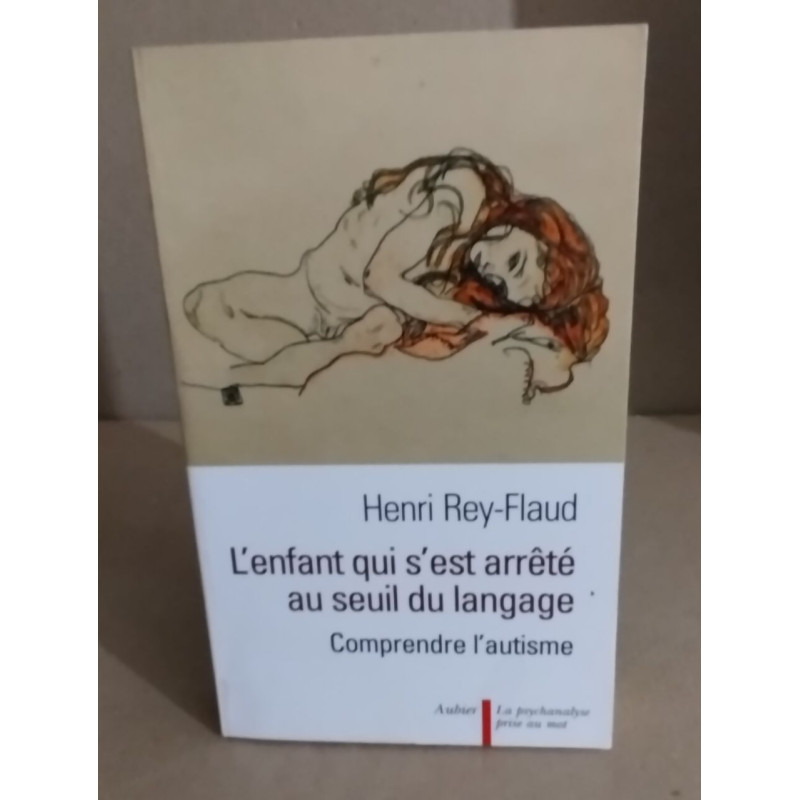 Henri Rey-Flaud
L'enfant qui s'est arrêté
au seuil du langage
Comprendre l'autisme
Aubier
La psychanalyse
prise au mot